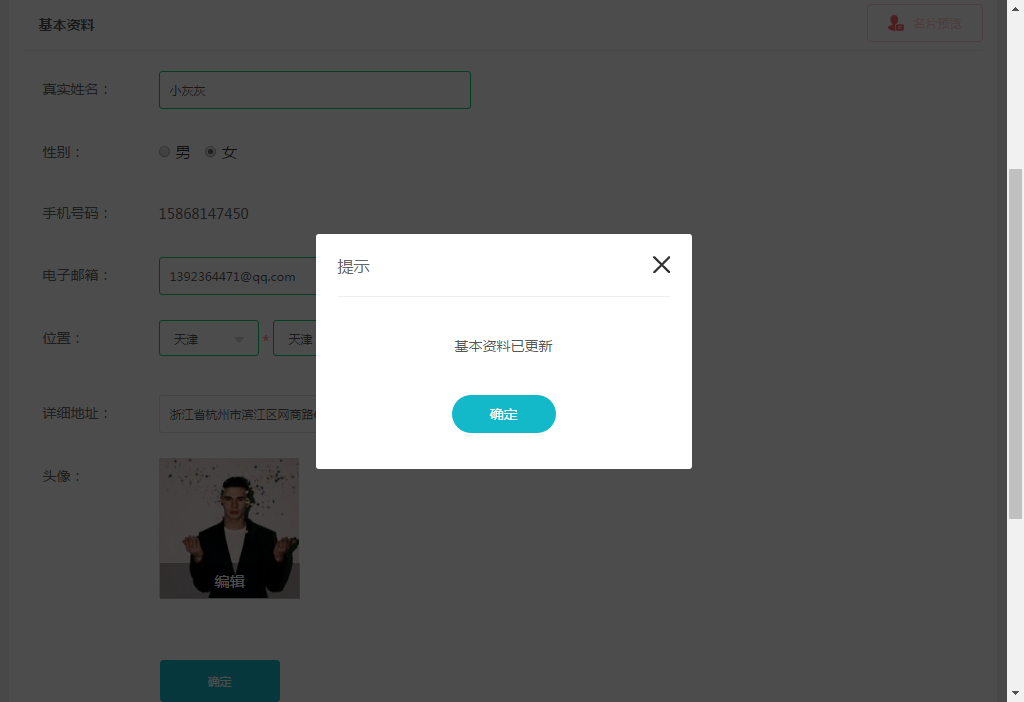 基本资料
名片预览
真实姓名：
小灰灰
性别：
男 女
手机号码：
15868147450
电子邮箱：
1392364471@qq.com
位置：
天津 * 天津
详细地址：
浙江省杭州市滨江区网商路
头像：
编辑
确定
提示
基本资料已更新
确定